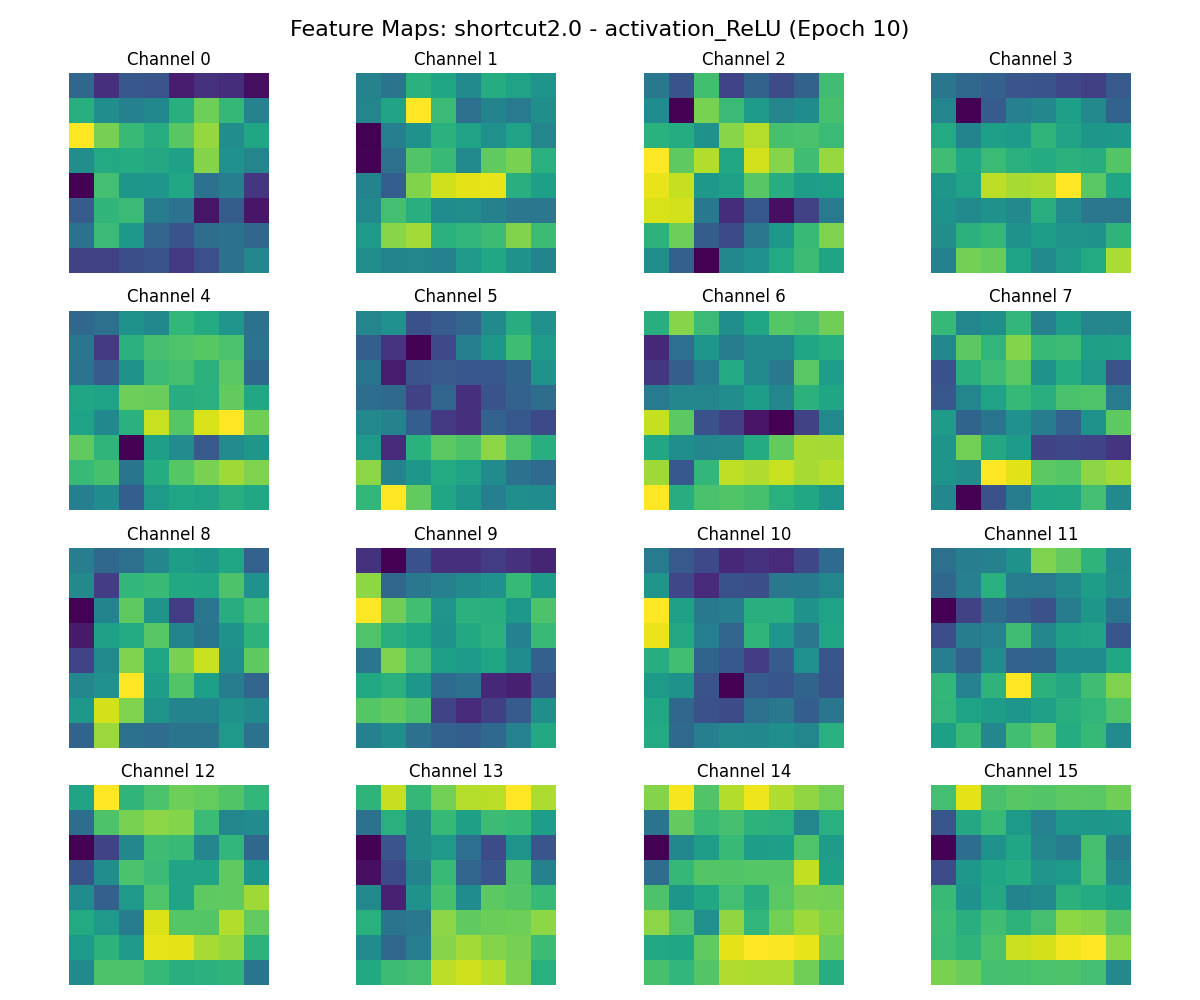 Feature Maps: shortcut2.0 - activation_ReLU (Epoch 10)
Channel 0
Channel 1
Channel 2
Channel 3
Channel 4
Channel 5
Channel 6
Channel 7
Channel 8
Channel 9
Channel 10
Channel 11
Channel 12
Channel 13
Channel 14
Channel 15